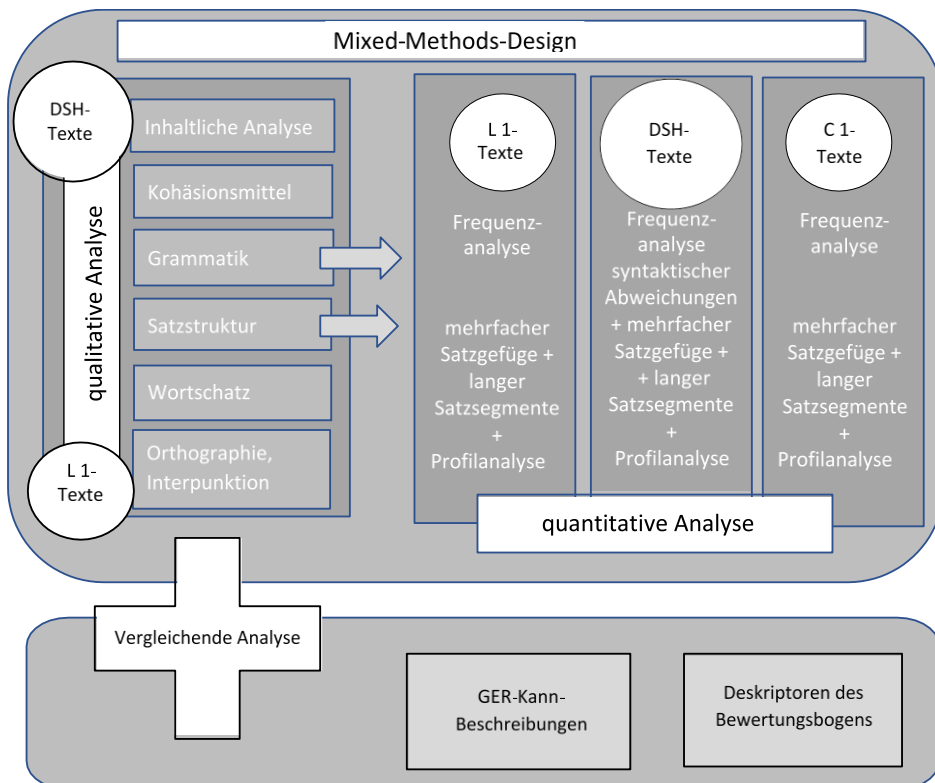 Mixed-Methods-Design
DSH-
Texte
qualitative Analyse
L 1-
Texte
Inhaltliche Analyse
Kohäsionsmittel
Grammatik
Satzstruktur
Wortschatz
Orthographie,
Interpunktion
L 1-
Texte
Frequenz-
analyse
mehrfacher
Satzgefüge +
langer
Satzsegmente
+
Profilanalyse
DSH-
Texte
Frequenz-
analyse
syntaktischer
Abweichungen
+ mehrfacher
Satzgefüge +
+ langer
Satzsegmente
+
Profilanalyse
C 1-
Texte
Frequenz-
analyse
mehrfacher
Satzgefüge +
langer
Satzsegmente
+
Profilanalyse
quantitative Analyse
Vergleichende Analyse
GER-Kann-
Beschreibungen
Deskriptoren des
Bewertungsbogens